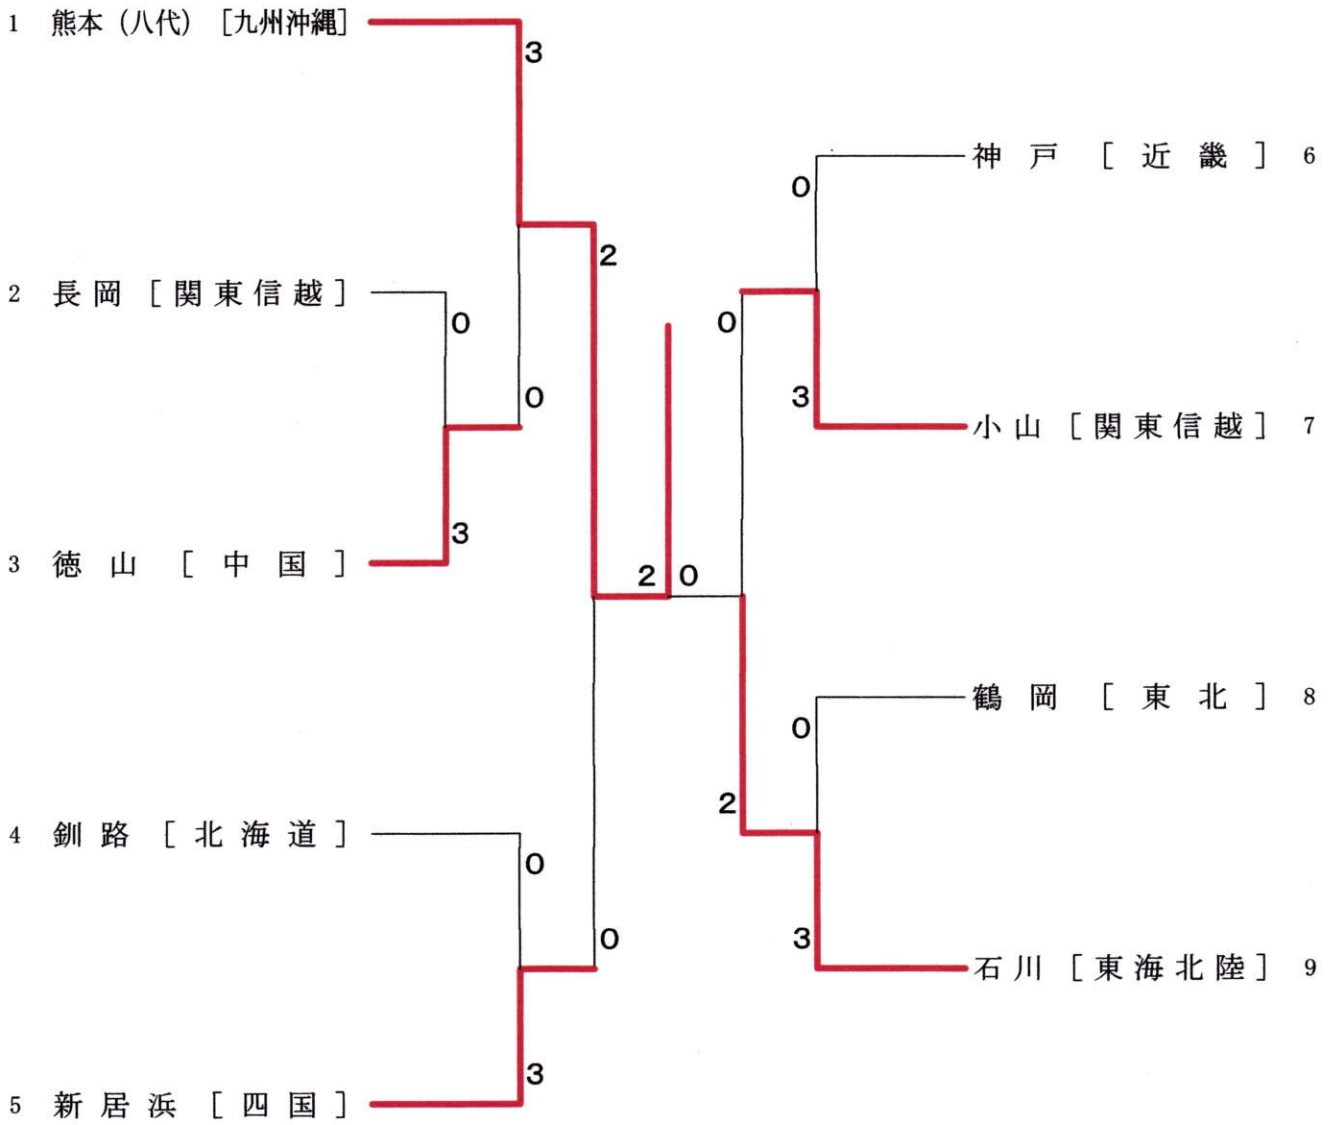 1 熊本（八代）［九州沖縄］
3
神戸［近畿］ 6
0
2
2 長岡［関東信越］
0
0
0
3
小山［関東信越］ 7
3
3 徳山［中国］
2 0
鶴岡［東北］ 8
0
2
4 釧路［北海道］
0
0
3
石川［東海北陸］ 9
3
5 新居浜［四国］